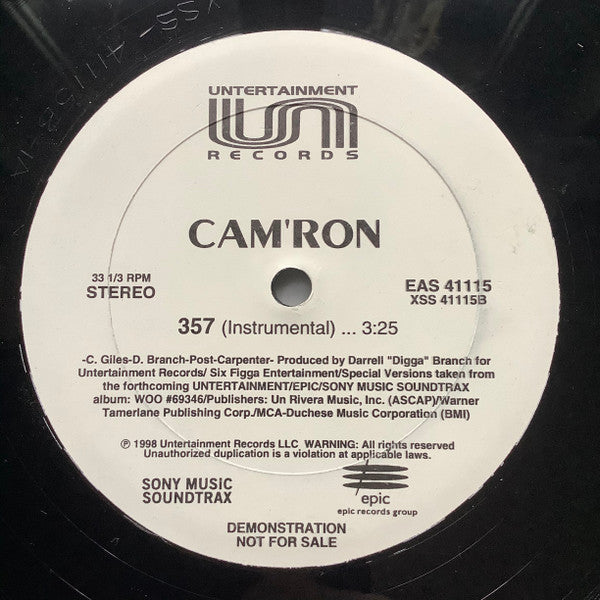 XSS - 41115B-1A
UNTERTAINMENT
UN
RECORDS
CAM'RON
33 1/3 RPM
STEREO
EAS 41115
XSS 41115B
357 (Instrumental) ... 3:25
-C. Giles-D. Branch-Post-Carpenter- Produced by Darrell "Digga" Branch for
Untertainment Records/ Six Figga Entertainment/Special Versions taken from
the forthcoming UNTERTAINMENT/EPIC/SONY MUSIC SOUNDTRAX
album: WOO #69346/Publishers: Un Rivera Music, Inc. (ASCAP)/Warner
Tamerlane Publishing Corp./MCA-Duchese Music Corporation (BMI)
℗ 1998 Untertainment Records LLC WARNING: All rights reserved
Unauthorized duplication is a violation at applicable laws.
SONY MUSIC
SOUNDTRAX
epic
epic records group
DEMONSTRATION
NOT FOR SALE